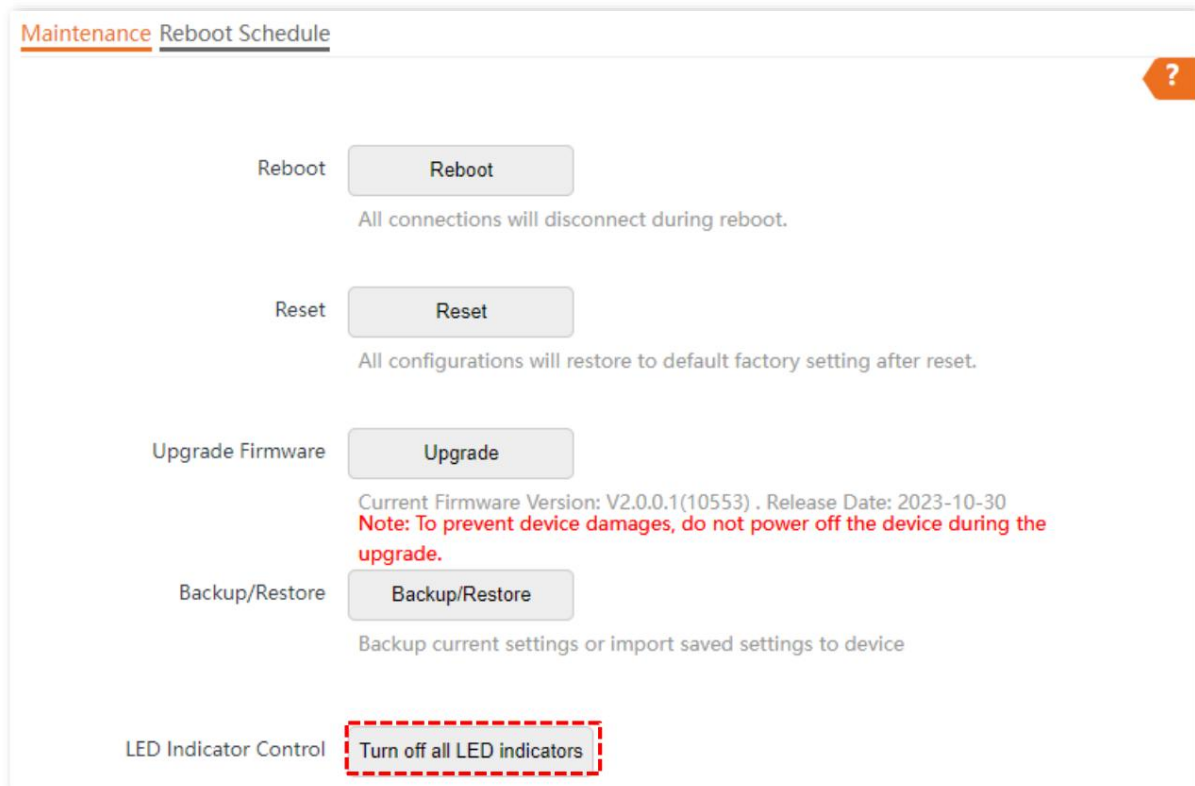 Maintenance Reboot Schedule
?
Reboot Reboot
All connections will disconnect during reboot.
Reset Reset
All configurations will restore to default factory setting after reset.
Upgrade Firmware Upgrade
Current Firmware Version: V2.0.0.1(10553) . Release Date: 2023-10-30
Note: To prevent device damages, do not power off the device during the
upgrade.
Backup/Restore Backup/Restore
Backup current settings or import saved settings to device
LED Indicator Control Turn off all LED indicators